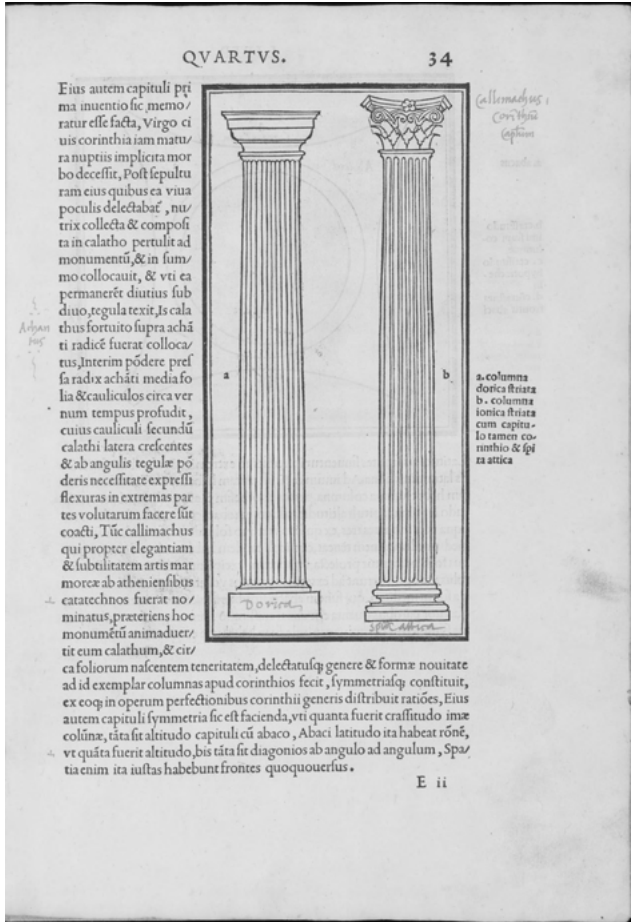 QVARTVS. 34
Eius autem capituli pri
ma inuentio sic memo/
ratur esse facta, Virgo ci
uis corinthia iam matu/
ra nuptiis implicita mor
bo decessit, Post sepultu
ram eius quibus ea viua
poculis delectabat̃, nu/
trix collecta & composi
ta in calatho pertulit ad
monumentũ, & in sum/
mo collocauit, & vti ea
permanerẽt diutius sub
diuo, tegula texit, Is cala
thus fortuito supra achã
ti radicẽ fuerat colloca/
tus, Interim põdere pres
sa radix achãti media fo
lia & cauliculos circa ver
num tempus profudit,
cuius cauliculi secundũ
calathi latera crescentes
& ab angulis tegulæ põ
deris necessitate expressi
flexuras in extremas par
tes volutarum facere sũt
coacti, Tũc callimachus
qui propter elegantiam
& subtilitatem artis mar
moreæ ab atheniensibus
catatechnos fuerat no/
minatus, præteriens hoc
monumẽtũ animaduer/
tit eum calathum, & cir/
ca foliorum nascentem teneritatem, delectatusq; genere & formæ nouitate
ad id exemplar columnas apud corinthios fecit, symmetriasq; constituit,
ex eoq; in operum perfectionibus corinthii generis distribuit ratiões, Eius
autem capituli symmetria sic est facienda, vti quanta fuerit crassitudo imæ
colũnæ, tãta sit altitudo capituli cũ abaco, Abaci latitudo ita habeat rõnẽ,
vt quãta fuerit altitudo, bis tãta sit diagonios ab angulo ad angulum, Spa/
tia enim ita iustas habebunt frontes quoquouersus.
E ii
Callimachus,
Corinthiũ
Achan
tus
a
b
Dorica
attica
a. columna
dorica striata
b. columna
ionica striata
cum capitu-
lo tamen co-
rinthio & spi
ra attica